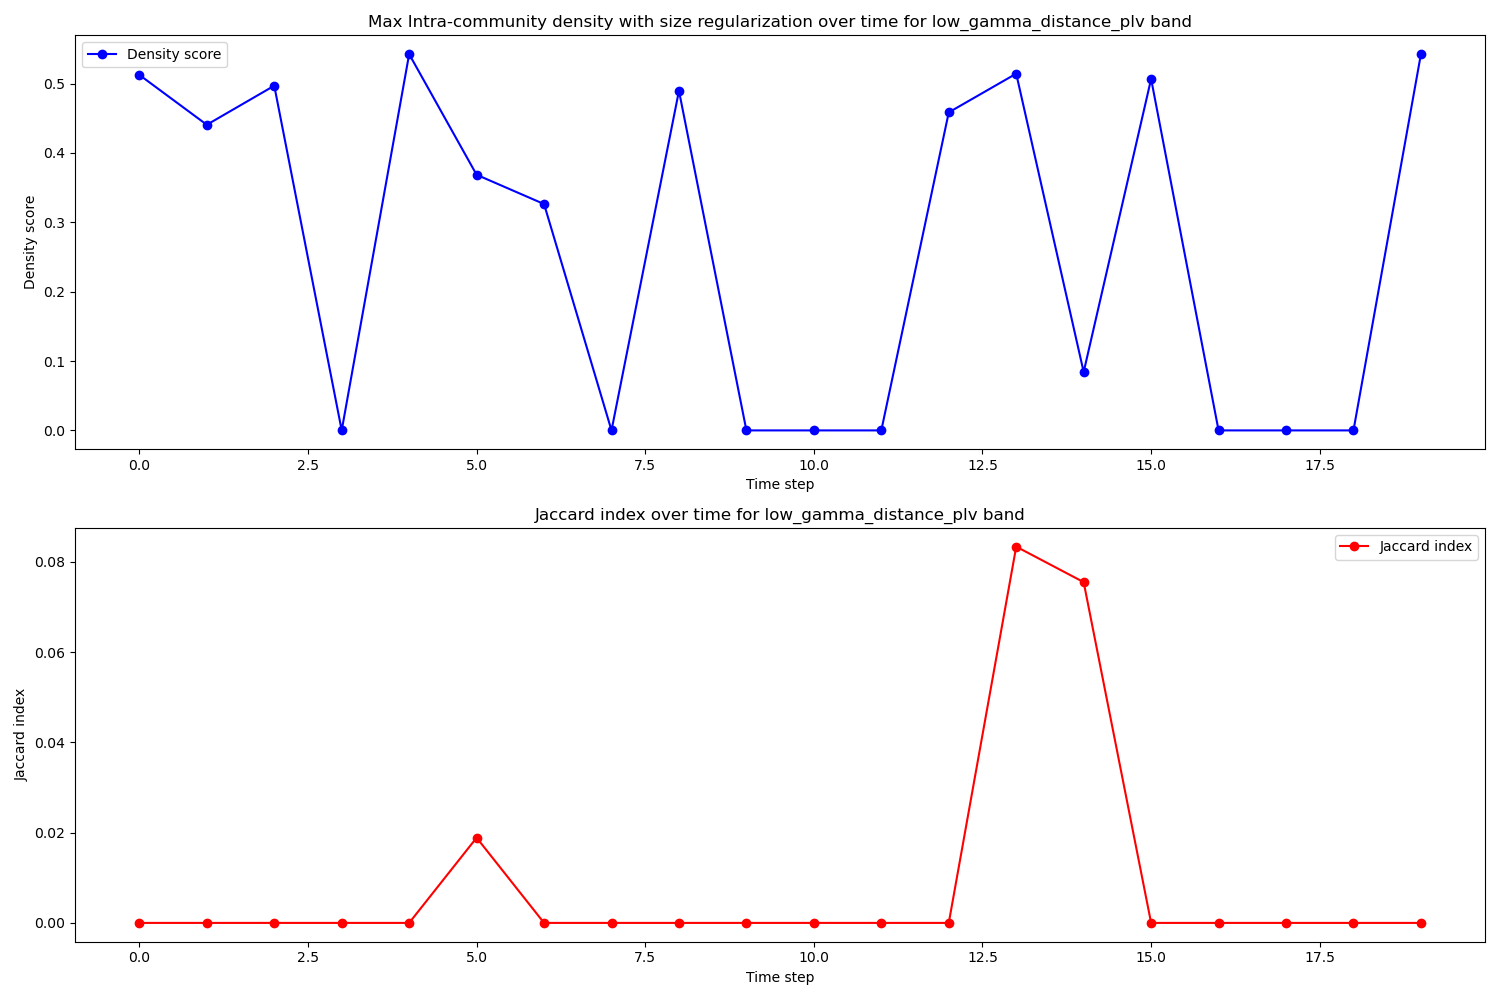 Max Intra-community density with size regularization over time for low_gamma_distance_plv band
Density score
0.5
0.4
0.3
0.2
0.1
0.0
Density score
0.0 2.5 5.0 7.5 10.0 12.5 15.0 17.5
Time step
Jaccard index over time for low_gamma_distance_plv band
Jaccard index
0.08
0.06
0.04
0.02
0.00
Jaccard index
0.0 2.5 5.0 7.5 10.0 12.5 15.0 17.5
Time step